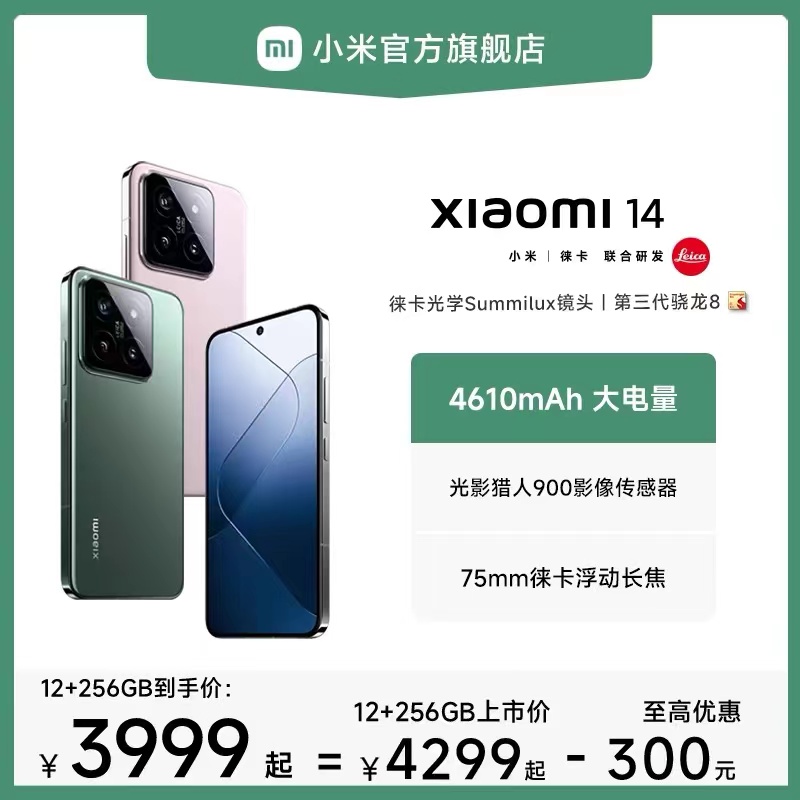 mi 小米官方旗舰店
xiaomi 14
小米 | 徕卡 联合研发 Leica
徕卡光学Summilux镜头 | 第三代骁龙8
4610mAh 大电量
光影猎人900影像传感器
75mm徕卡浮动长焦
LEICA
LEICA
xiaomi
12+256GB到手价:
¥3999起
=
12+256GB上市价
¥4299起
-
至高优惠
300元